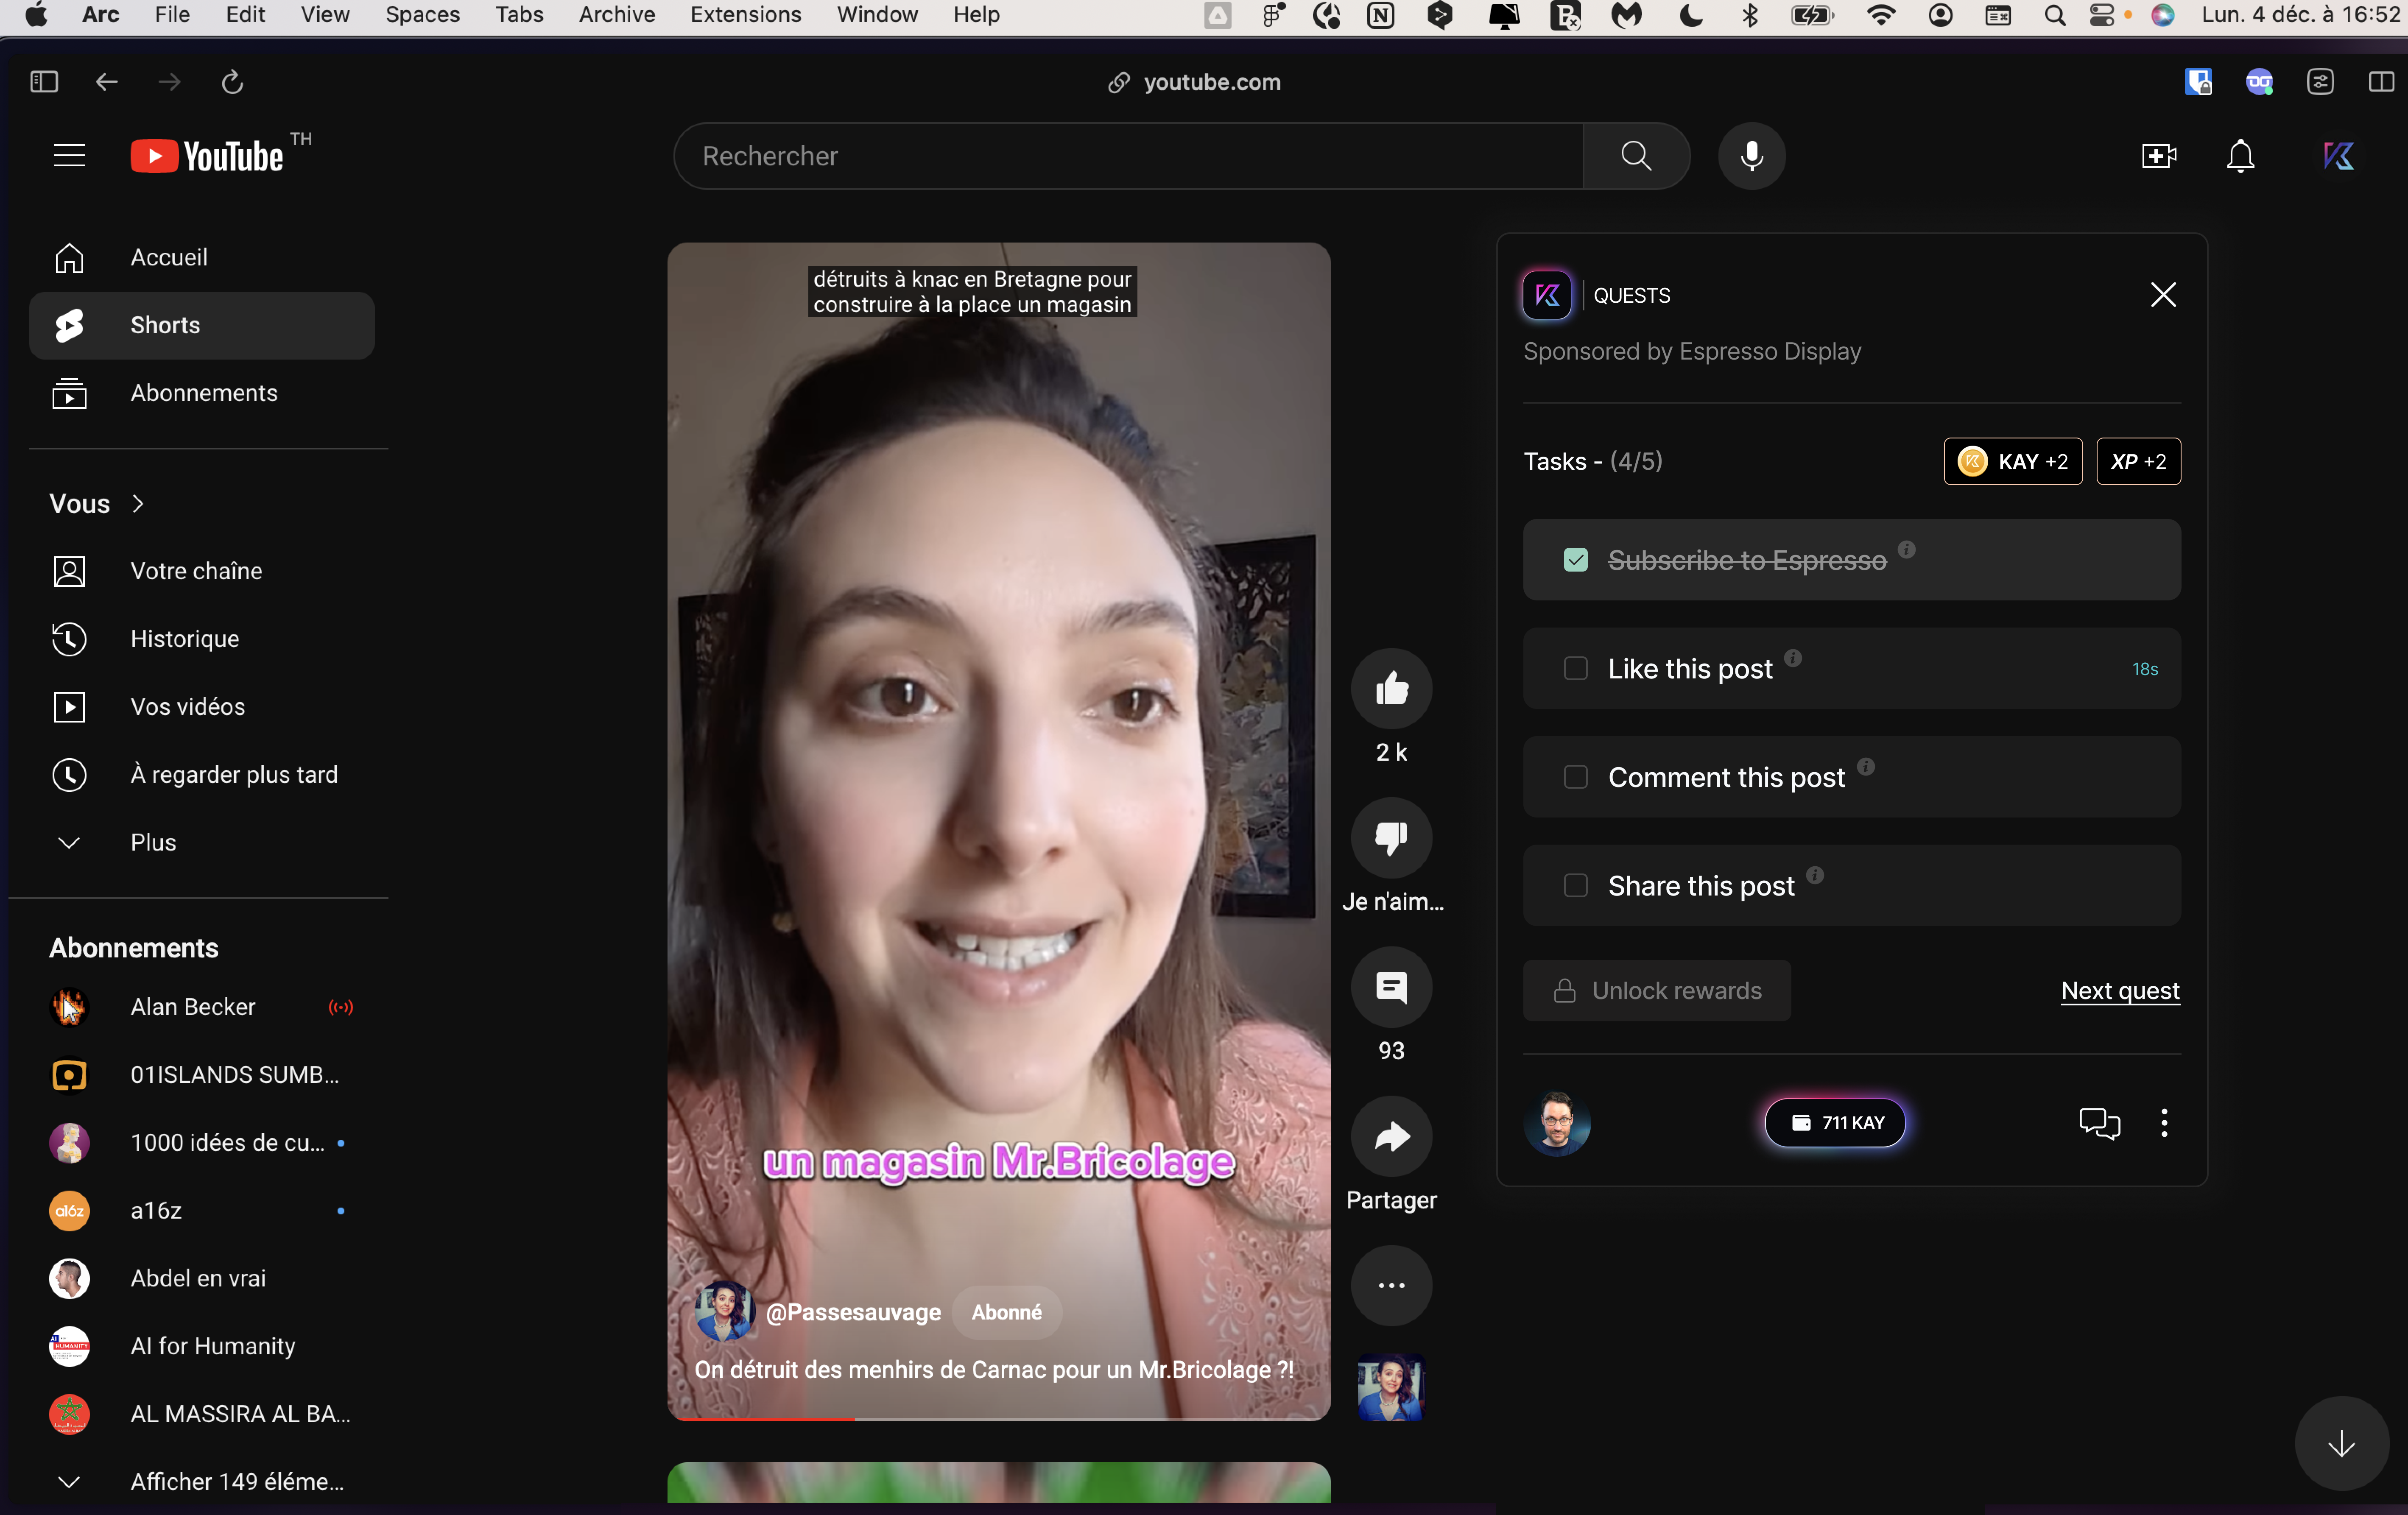 Arc File Edit View Spaces Tabs Archive Extensions Window Help
Lun. 4 déc. à 16:52
youtube.com
YouTube TH
Rechercher
Accueil
Shorts
Abonnements
Vous
Votre chaîne
Historique
Vos vidéos
À regarder plus tard
Plus
Abonnements
Alan Becker
01ISLANDS SUMB...
1000 idées de cu...
a16z
a16z
Abdel en vrai
HUMANITY
AI for Humanity
AL MASSIRA AL BA...
Afficher 149 éléme...
détruits à knac en Bretagne pour
construire à la place un magasin
un magasin Mr.Bricolage
@Passesauvage Abonné
On détruit des menhirs de Carnac pour un Mr.Bricolage ?!
2 k
Je n'aim...
93
Partager
QUESTS
Sponsored by Espresso Display
Tasks - (4/5)
KAY +2
XP +2
Subscribe to Espresso
Like this post
18s
Comment this post
Share this post
Unlock rewards
Next quest
711 KAY